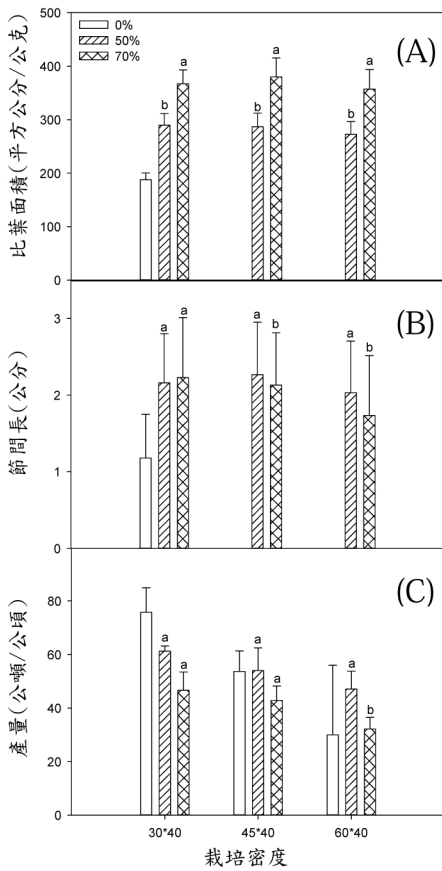 500
400
300
200
100
0
比葉面積(平方公分/公克)
0%
50%
70%
(A)
b
a
b
a
b
a
3
2
1
0
節間長(公分)
(B)
a
a
a
b
a
b
80
60
40
20
0
產量(公噸/公頃)
(C)
a
a
a
a
a
b
30*40
45*40
60*40
栽培密度